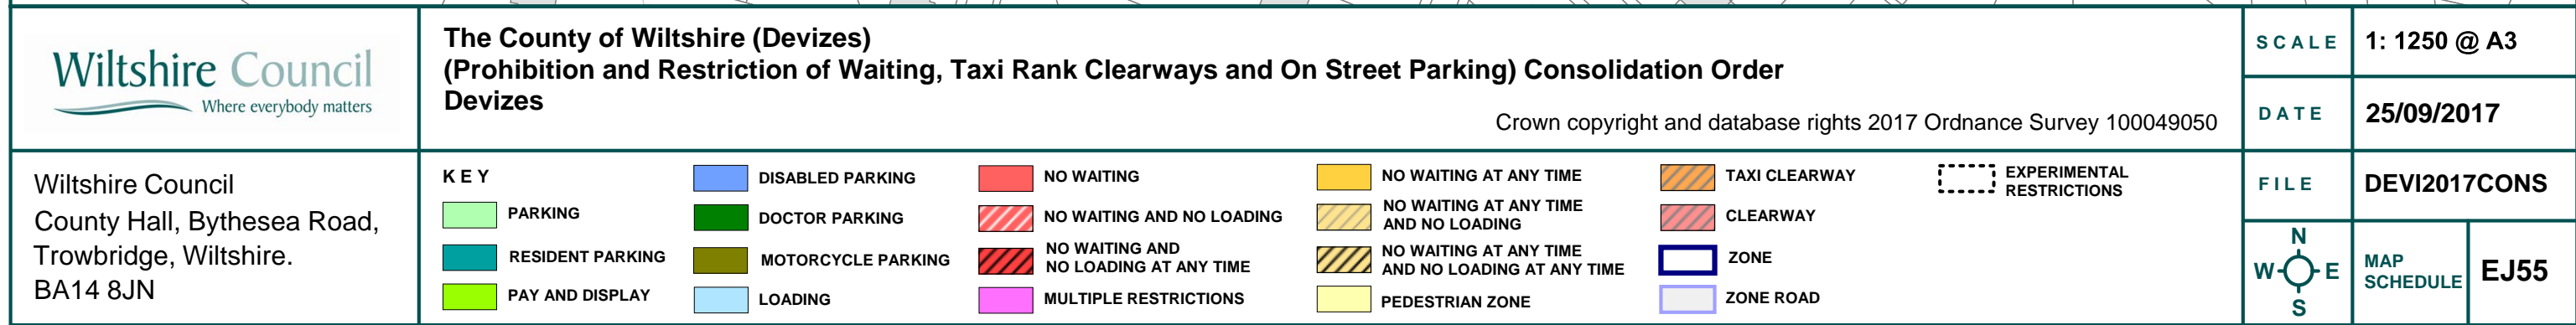 Wiltshire Council
Where everybody matters
The County of Wiltshire (Devizes)
(Prohibition and Restriction of Waiting, Taxi Rank Clearways and On Street Parking) Consolidation Order
Devizes
Crown copyright and database rights 2017 Ordnance Survey 100049050
SCALE 1: 1250 @ A3
DATE 25/09/2017
Wiltshire Council
County Hall, Bythesea Road,
Trowbridge, Wiltshire.
BA14 8JN
KEY
PARKING
RESIDENT PARKING
PAY AND DISPLAY
DISABLED PARKING
DOCTOR PARKING
MOTORCYCLE PARKING
LOADING
NO WAITING
NO WAITING AND NO LOADING
NO WAITING AND
NO LOADING AT ANY TIME
MULTIPLE RESTRICTIONS
NO WAITING AT ANY TIME
NO WAITING AT ANY TIME
AND NO LOADING
NO WAITING AT ANY TIME
AND NO LOADING AT ANY TIME
PEDESTRIAN ZONE
TAXI CLEARWAY
CLEARWAY
ZONE
ZONE ROAD
EXPERIMENTAL
RESTRICTIONS
FILE DEVI2017CONS
N
W E
S
MAP
SCHEDULE
EJ55